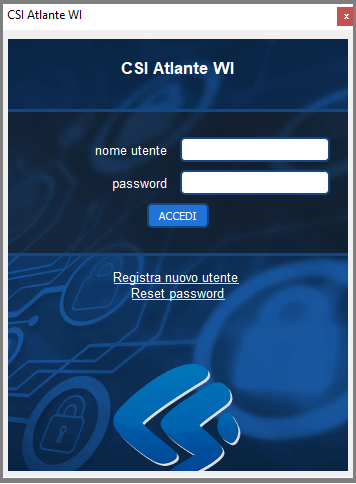 CSI Atlante WI
x
CSI Atlante WI
nome utente
password
ACCEDI
Registra nuovo utente
Reset password